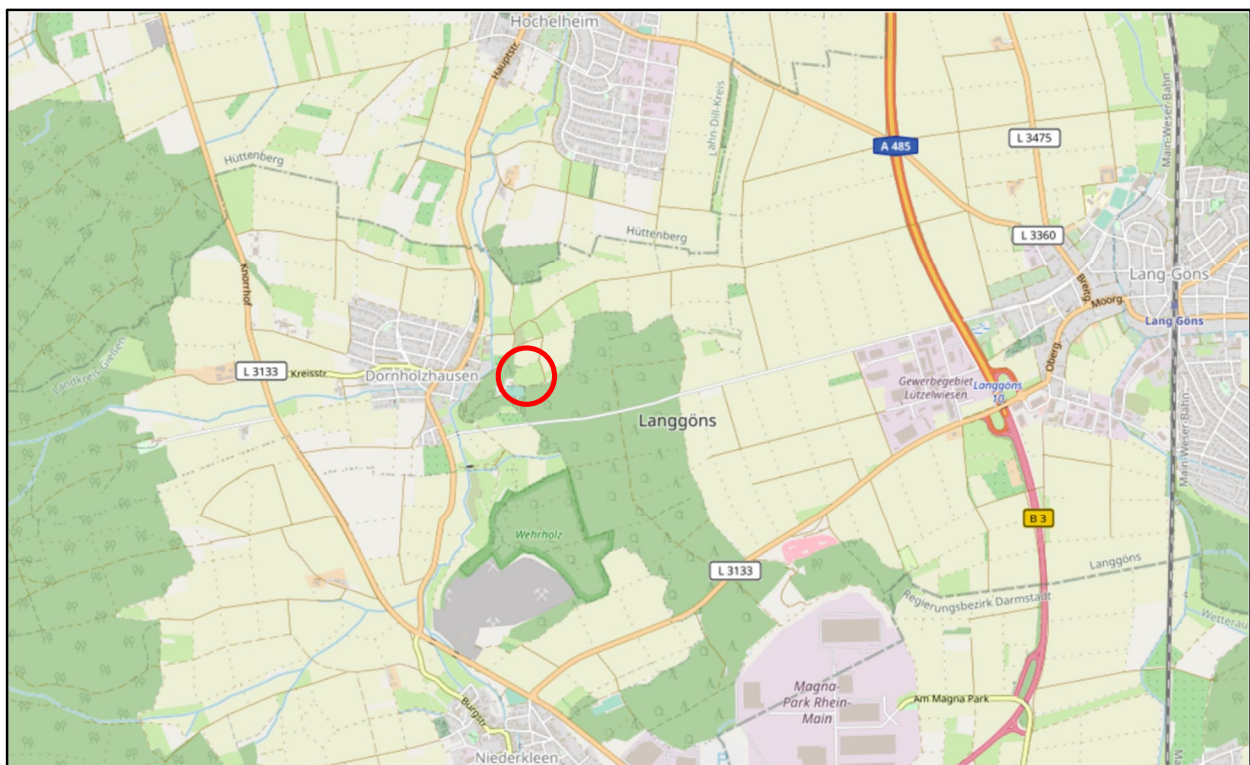 Hochelheim
Hauptstr.
Lahn-Dill-Kreis
Main-Weser-Bahn
A 485
L 3475
Hüttenberg
Hüttenberg
L 3360
Lang-Göns
Breitg.
Moorg.
Lang Göns
Knorrhof
Landkreis Gießen
L 3133
Kreisstr.
Dornholzhausen
Oberg.
Gewerbegebiet
Lützelwiesen
Langgöns
10
Langgöns
Main-Weser-Bahn
B 3
Wehrholz
L 3133
Langgöns
Regierungsbezirk Darmstadt
Wetterau
Magna-
Park Rhein-
Main
Am Magna Park
Burgstr.
Niederkleen
P